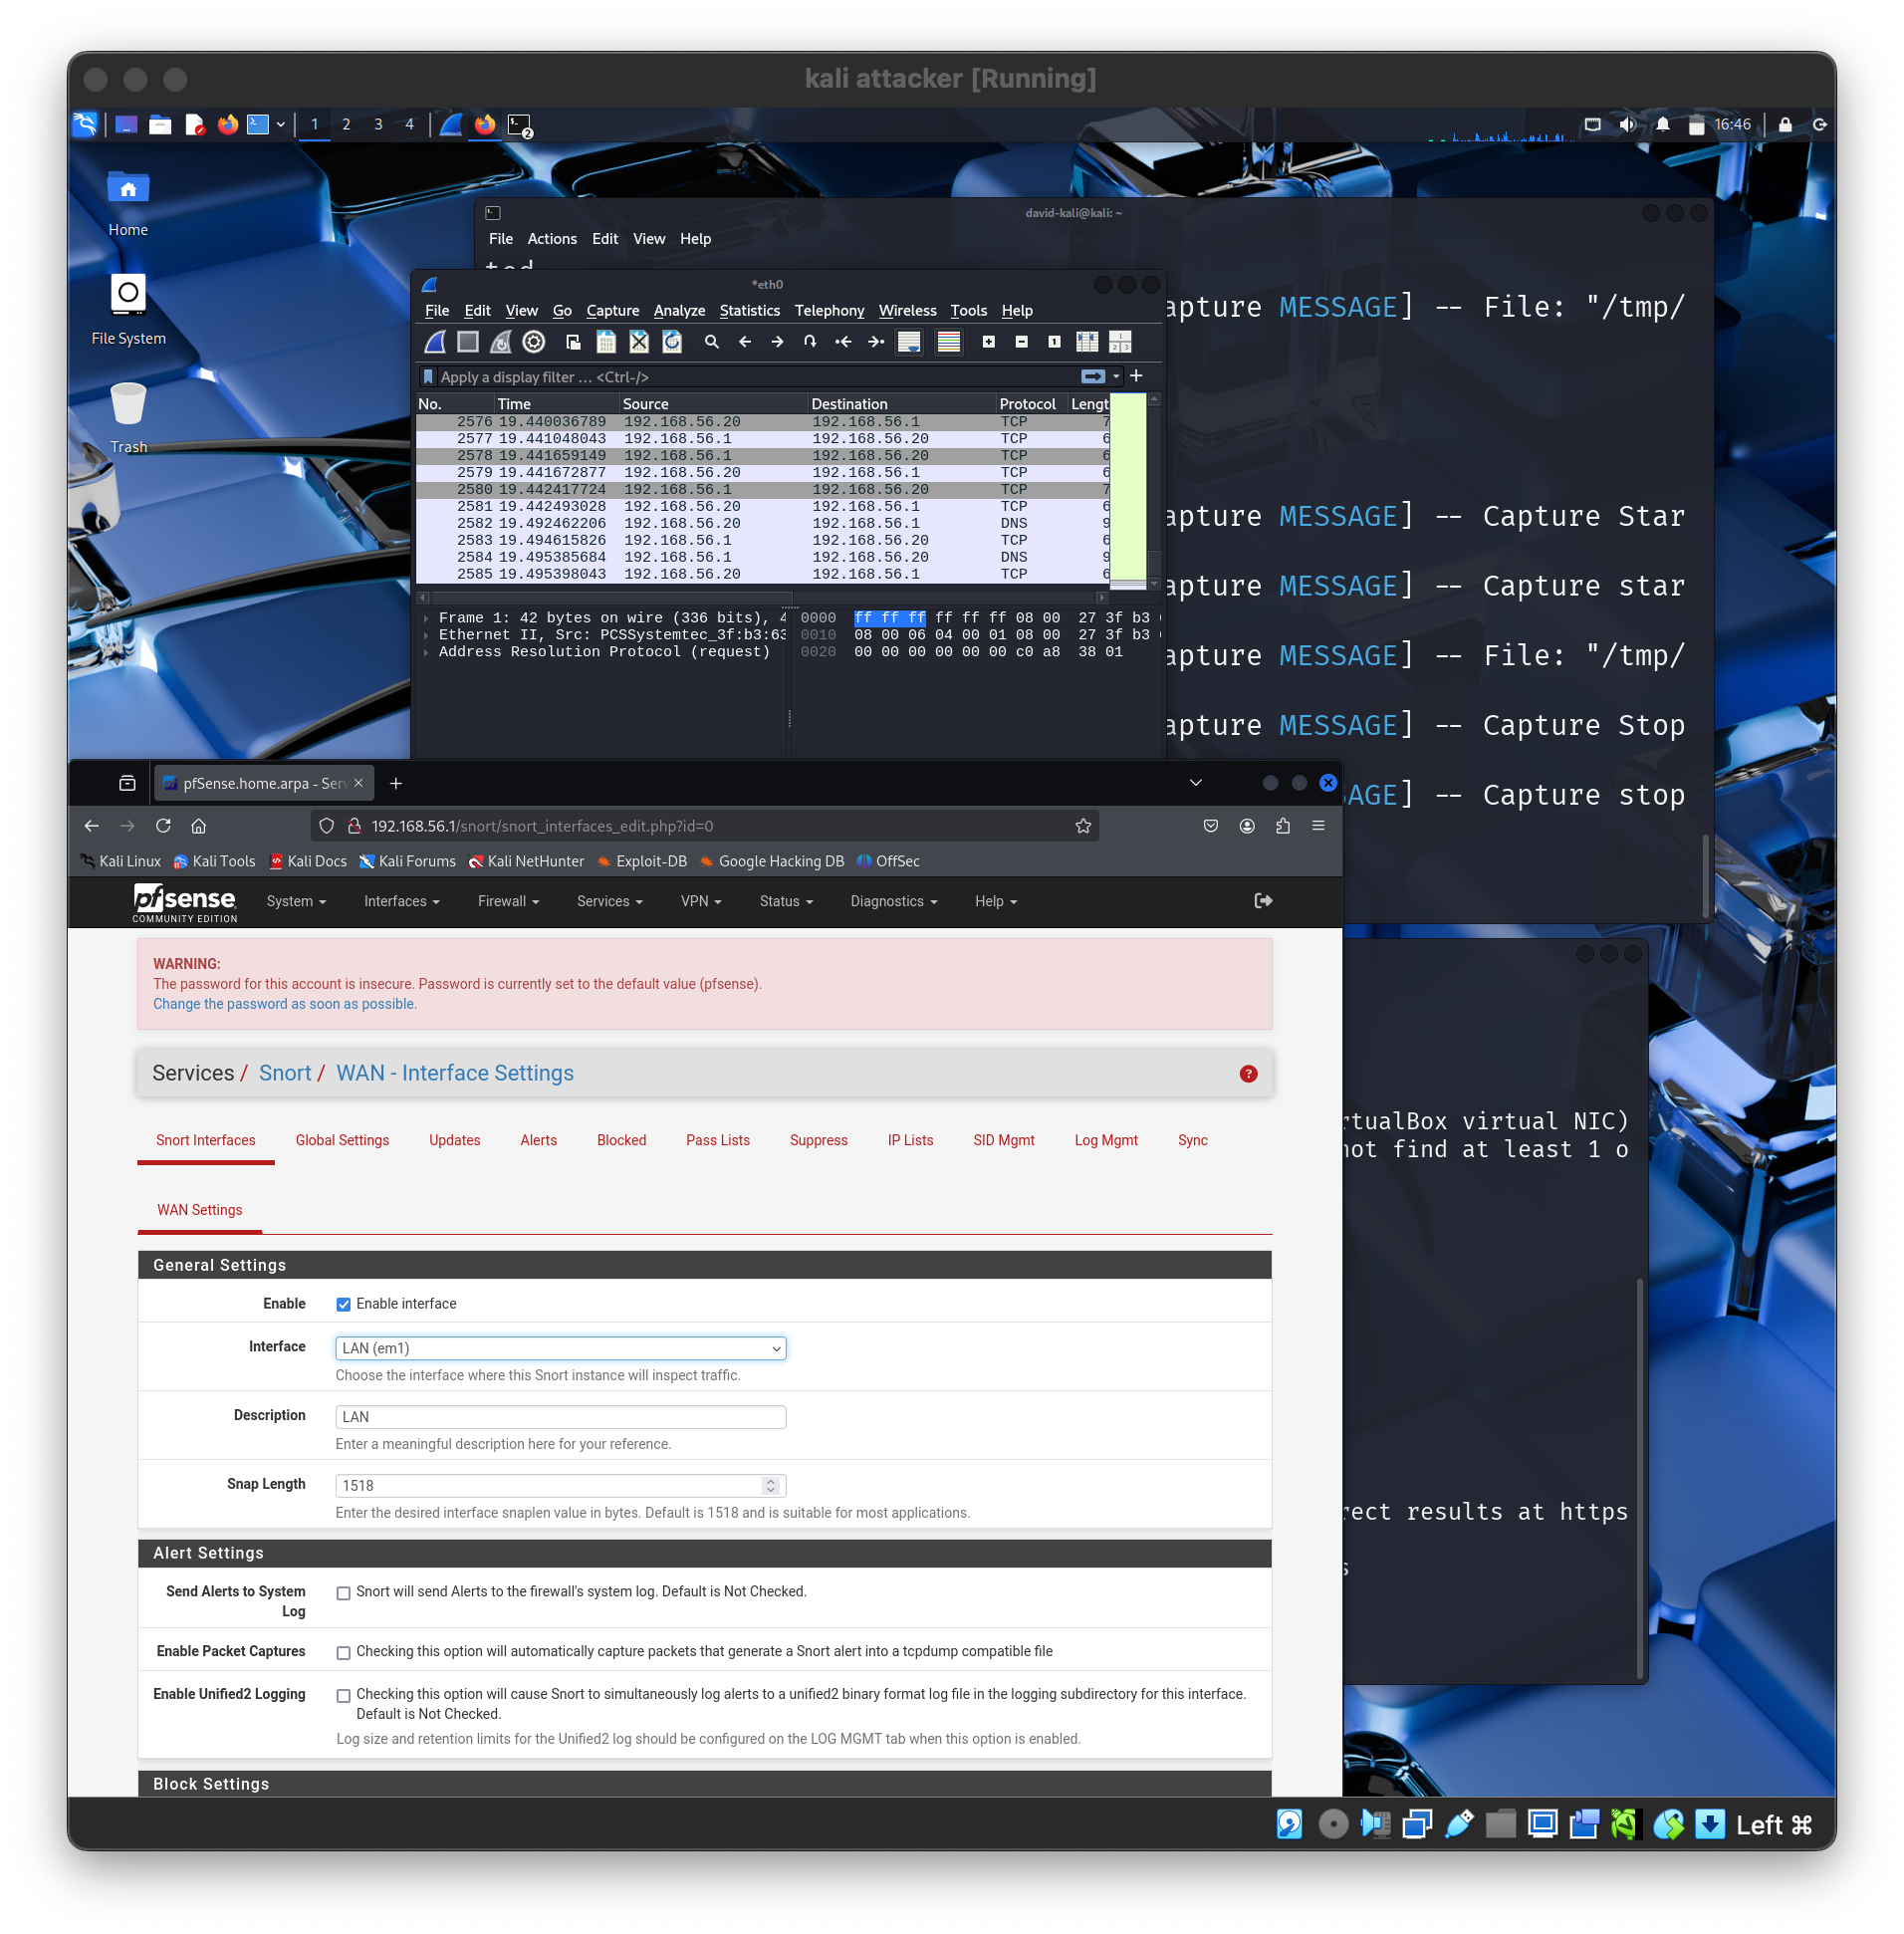 kali attacker [Running]
1 2 3 4
2
16:46
Home
File System
Trash
david-kali@kali: ~
File Actions Edit View Help
apture MESSAGE] -- File: "/tmp/
apture MESSAGE] -- Capture Star
apture MESSAGE] -- Capture star
apture MESSAGE] -- File: "/tmp/
apture MESSAGE] -- Capture Stop
SAGE] -- Capture stop
*eth0
File Edit View Go Capture Analyze Statistics Telephony Wireless Tools Help
Apply a display filter ... <Ctrl-/>
No. Time Source Destination Protocol Lengt
2576 19.440036789 192.168.56.20 192.168.56.1 TCP 7
2577 19.441048043 192.168.56.1 192.168.56.20 TCP 6
2578 19.441659149 192.168.56.1 192.168.56.20 TCP 6
2579 19.441672877 192.168.56.20 192.168.56.1 TCP 6
2580 19.442417724 192.168.56.1 192.168.56.20 TCP 7
2581 19.442493028 192.168.56.20 192.168.56.1 TCP 6
2582 19.492462206 192.168.56.20 192.168.56.1 DNS 9
2583 19.494615826 192.168.56.1 192.168.56.20 TCP 6
2584 19.495385684 192.168.56.1 192.168.56.20 DNS 9
2585 19.495398043 192.168.56.20 192.168.56.1 TCP 6
Frame 1: 42 bytes on wire (336 bits), 4
Ethernet II, Src: PCSSystemtec_3f:b3:63
Address Resolution Protocol (request)
0000 ff ff ff ff ff ff 08 00 27 3f b3
0010 08 00 06 04 00 01 08 00 27 3f b3
0020 00 00 00 00 00 00 c0 a8 38 01
pfSense.home.arpa - Serv
192.168.56.1/snort/snort_interfaces_edit.php?id=0
Kali Linux Kali Tools Kali Docs Kali Forums Kali NetHunter Exploit-DB Google Hacking DB OffSec
pfsense
COMMUNITY EDITION
System Interfaces Firewall Services VPN Status Diagnostics Help
WARNING:
The password for this account is insecure. Password is currently set to the default value (pfsense).
Change the password as soon as possible.
Services / Snort / WAN - Interface Settings
Snort Interfaces Global Settings Updates Alerts Blocked Pass Lists Suppress IP Lists SID Mgmt Log Mgmt Sync
WAN Settings
General Settings
Enable Enable interface
Interface LAN (em1)
Choose the interface where this Snort instance will inspect traffic.
Description LAN
Enter a meaningful description here for your reference.
Snap Length 1518
Enter the desired interface snaplen value in bytes. Default is 1518 and is suitable for most applications.
Alert Settings
Send Alerts to System Log Snort will send Alerts to the firewall's system log. Default is Not Checked.
Enable Packet Captures Checking this option will automatically capture packets that generate a Snort alert into a tcpdump compatible file
Enable Unified2 Logging Checking this option will cause Snort to simultaneously log alerts to a unified2 binary format log file in the logging subdirectory for this interface.
Default is Not Checked.
Log size and retention limits for the Unified2 log should be configured on the LOG MGMT tab when this option is enabled.
Block Settings
rtualBox virtual NIC)
not find at least 1 o
rect results at https
s
Left ⌘